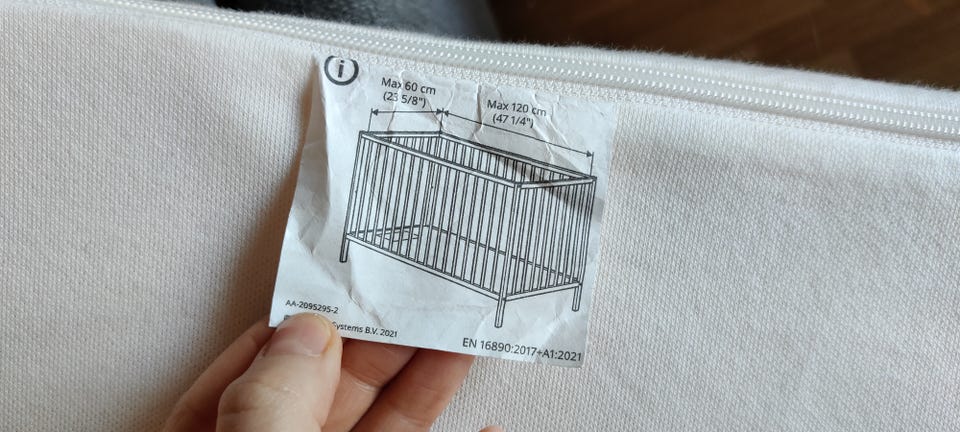 i
Max 60 cm
(23 5/8")
Max 120 cm
(47 1/4")
AA-2095295-2
Systems B.V. 2021
EN 16890:2017+A1:2021